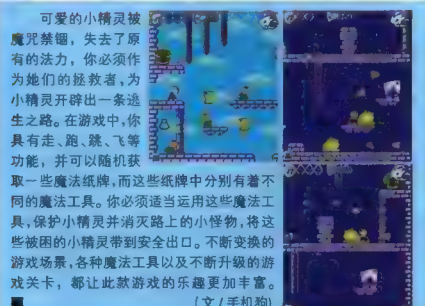 可爱的小精灵被
魔咒禁锢，失去了原
有的法力，你必须作
为她们的拯救者，为
小精灵开辟出一条逃
生之路。在游戏中，你
具有走、跑、跳、飞等
功能，并可以随机获
取一些魔法纸牌，而这些纸牌中分别有着不
同的魔法工具。你必须适当运用这些魔法工
具，保护小精灵并消灭路上的小怪物，将这
些被困的小精灵带到安全出口。不断变换的
游戏场景，各种魔法工具以及不断升级的游
戏关卡，都让此款游戏的乐趣更加丰富。
（文/手机狗）